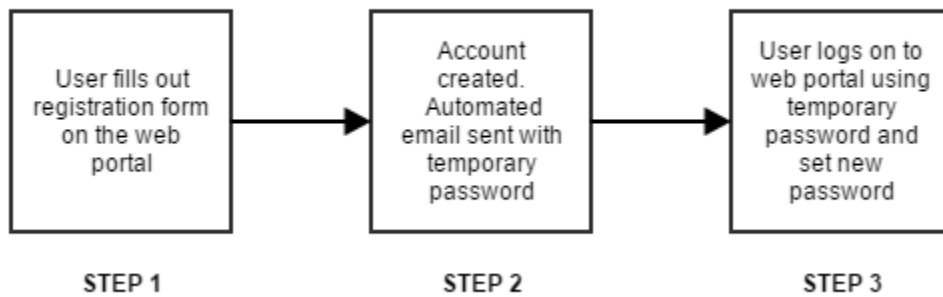 User fills out
registration form
on the web
portal
Account
created.
Automated
email sent with
temporary
password
User logs on to
web portal using
temporary
password and
set new
password
STEP 1
STEP 2
STEP 3